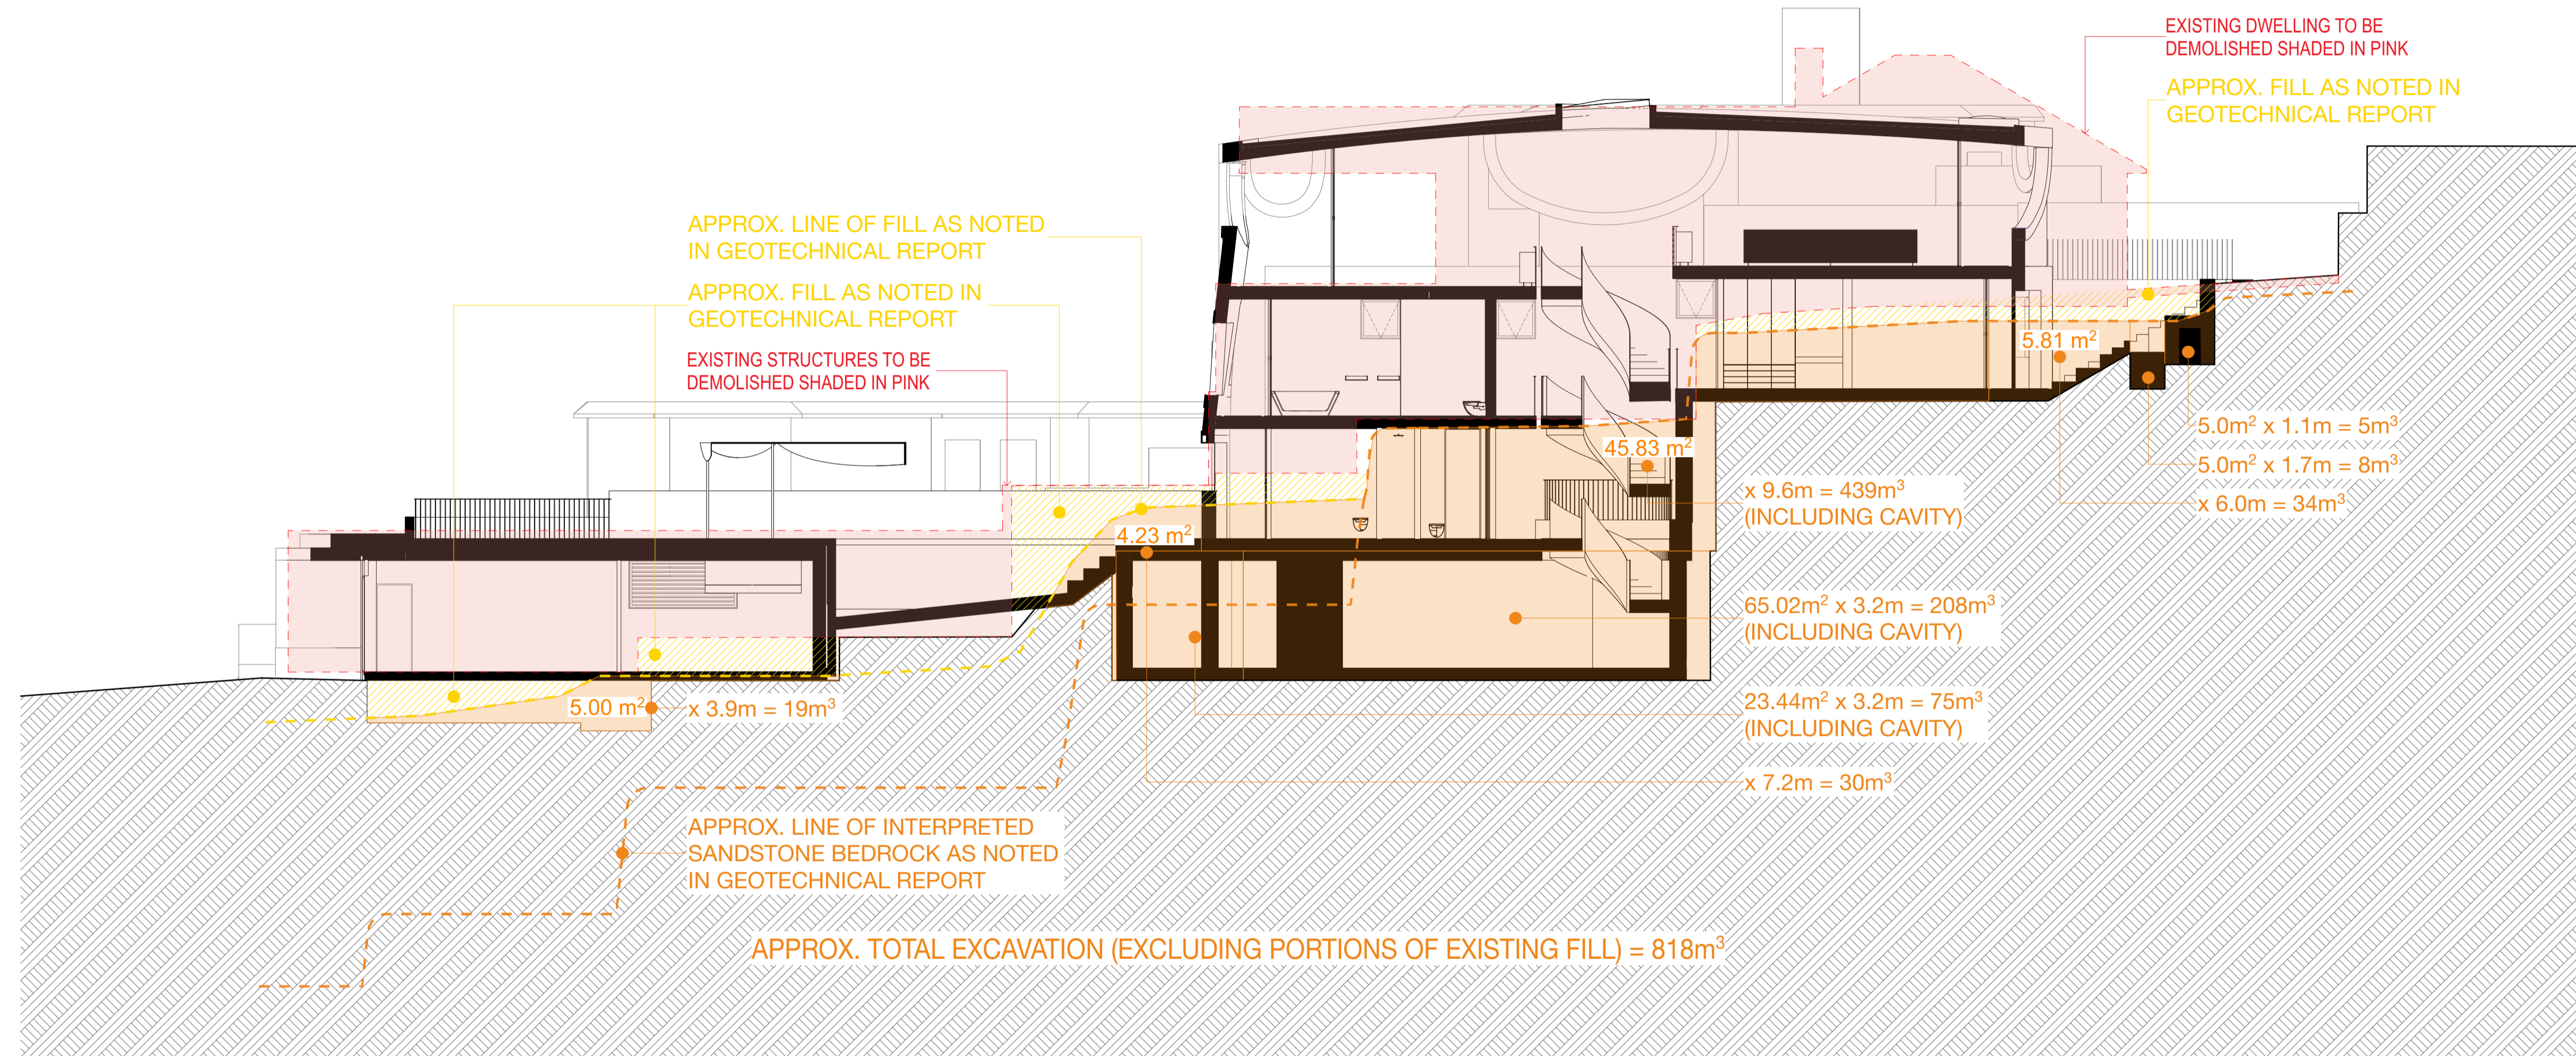 EXISTING DWELLING TO BE
DEMOLISHED SHADED IN PINK
APPROX. FILL AS NOTED IN
GEOTECHNICAL REPORT
APPROX. LINE OF FILL AS NOTED
IN GEOTECHNICAL REPORT
APPROX. FILL AS NOTED IN
GEOTECHNICAL REPORT
EXISTING STRUCTURES TO BE
DEMOLISHED SHADED IN PINK
5.81 m²
5.0m² x 1.1m = 5m³
5.0m² x 1.7m = 8m³
x 6.0m = 34m³
45.83 m²
x 9.6m = 439m³
(INCLUDING CAVITY)
4.23 m²
65.02m² x 3.2m = 208m³
(INCLUDING CAVITY)
23.44m² x 3.2m = 75m³
(INCLUDING CAVITY)
5.00 m²
x 3.9m = 19m³
x 7.2m = 30m³
APPROX. LINE OF INTERPRETED
SANDSTONE BEDROCK AS NOTED
IN GEOTECHNICAL REPORT
APPROX. TOTAL EXCAVATION (EXCLUDING PORTIONS OF EXISTING FILL) = 818m³